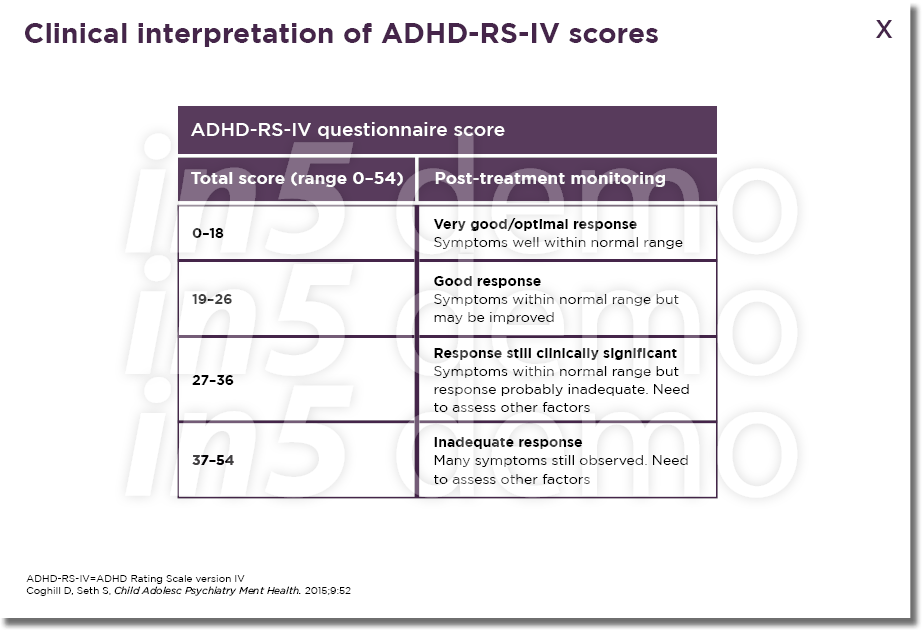 Clinical interpretation of ADHD-RS-IV scores
X
ADHD-RS-IV questionnaire score
Total score (range 0–54)
Post-treatment monitoring
0–18
Very good/optimal response
Symptoms well within normal range
19–26
Good response
Symptoms within normal range but
may be improved
27–36
Response still clinically significant
Symptoms within normal range but
response probably inadequate. Need
to assess other factors
37–54
Inadequate response
Many symptoms still observed. Need
to assess other factors
in5 demo
in5 demo
in5 demo
ADHD-RS-IV=ADHD Rating Scale version IV
Coghill D, Seth S, Child Adolesc Psychiatry Ment Health. 2015;9:52